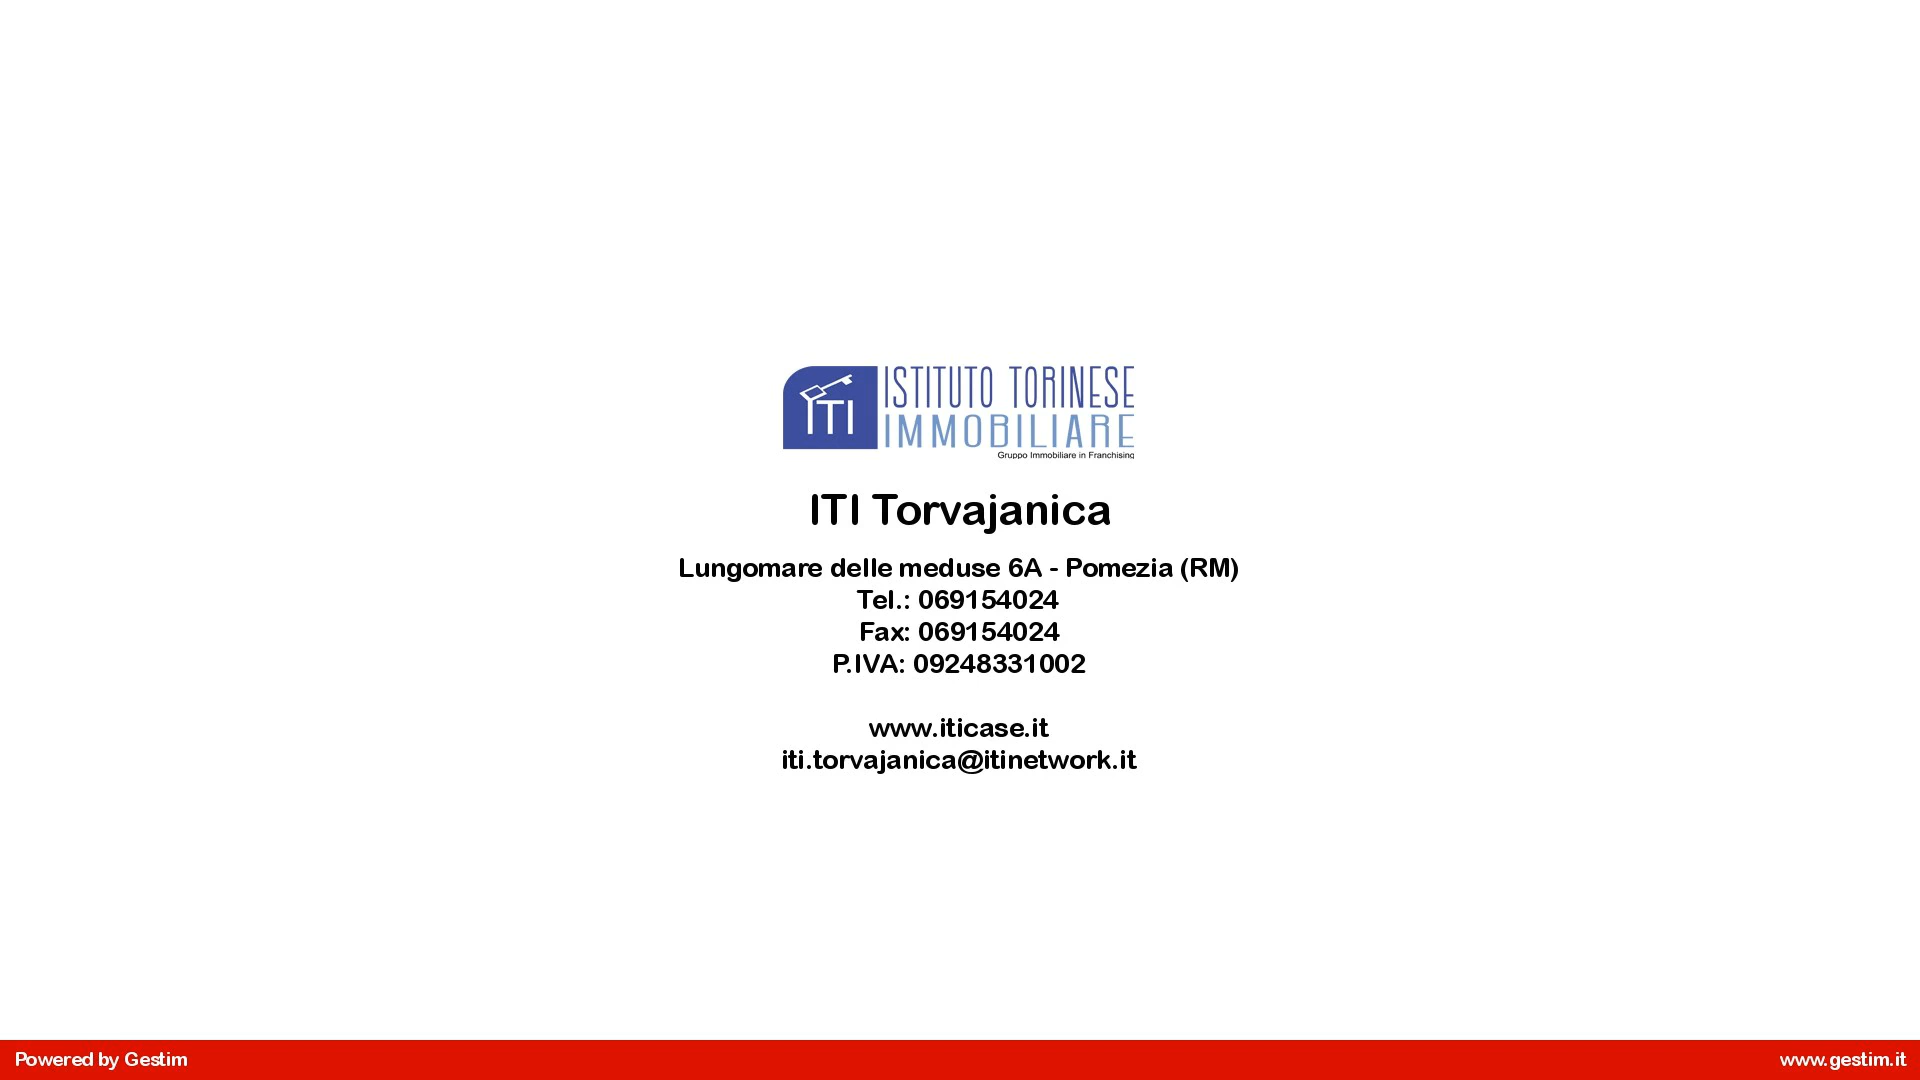 ITI
ISTITUTO TORINESE
IMMOBILIARE
Gruppo Immobiliare in Franchising
ITI Torvajanica
Lungomare delle meduse 6A - Pomezia (RM)
Tel.: 069154024
Fax: 069154024
P.IVA: 09248331002
www.iticase.it
iti.torvajanica@itinetwork.it
Powered by Gestim
www.gestim.it